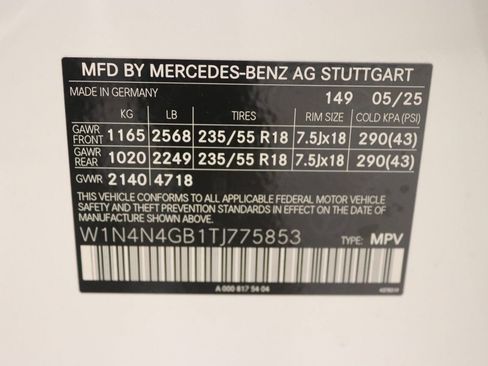 MFD BY MERCEDES-BENZ AG STUTTGART
MADE IN GERMANY 149 05/25
KG LB TIRES RIM SIZE COLD KPA (PSI)
GAWR FRONT 1165 2568 235/55 R18 7.5Jx18 290(43)
GAWR REAR 1020 2249 235/55 R18 7.5Jx18 290(43)
GVWR 2140 4718
THIS VEHICLE CONFORMS TO ALL APPLICABLE FEDERAL MOTOR VEHICLE
SAFETY AND THEFT PREVENTION STANDARDS IN EFFECT ON THE DATE OF
MANUFACTURE SHOWN ABOVE.
W1N4N4GB1TJ775853 TYPE: MPV
A 000 817 54 04